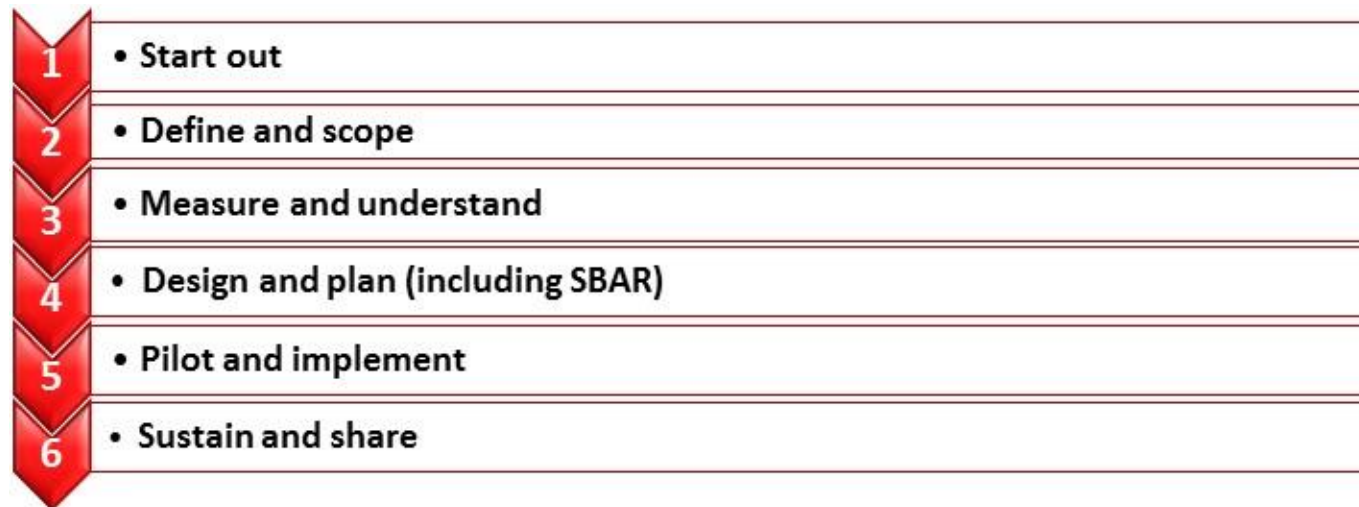 1 • Start out
2 • Define and scope
3 • Measure and understand
4 • Design and plan (including SBAR)
5 • Pilot and implement
6 • Sustain and share